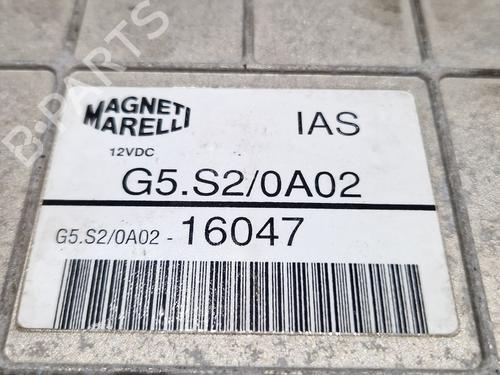 B-PARTS
MAGNETI
MARELLI
IAS
12VDC
G5.S2/0A02
G5.S2/0A02 - 16047